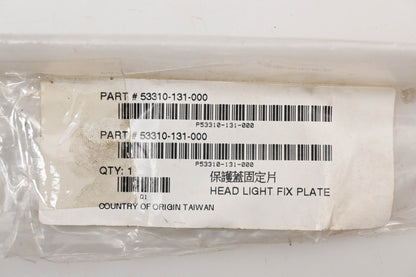 PART # 53310-131-000
P53310-131-000
PART # 53310-131-000
P53310-131-000
QTY: 1
保護蓋固定片
HEAD LIGHT FIX PLATE
Q1
COUNTRY OF ORIGIN TAIWAN